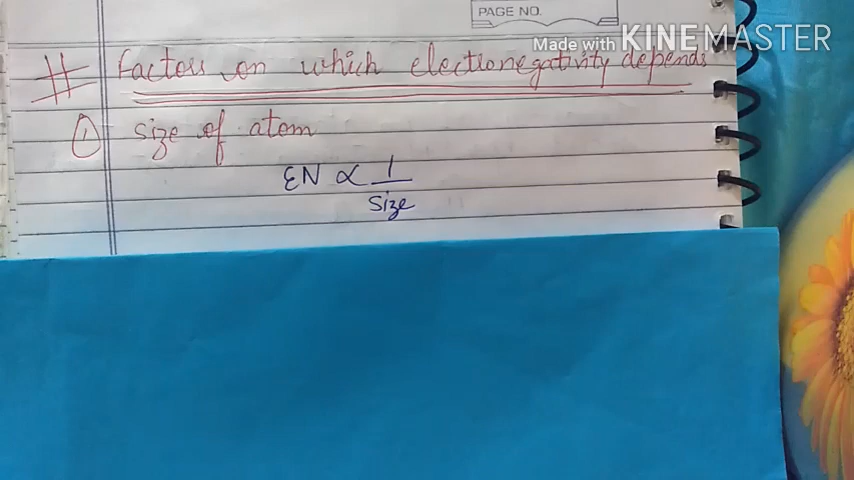 PAGE NO.
Made with KINEMASTER
# Factors on which electronegativity depends
① size of atom
EN ∝ 1/size